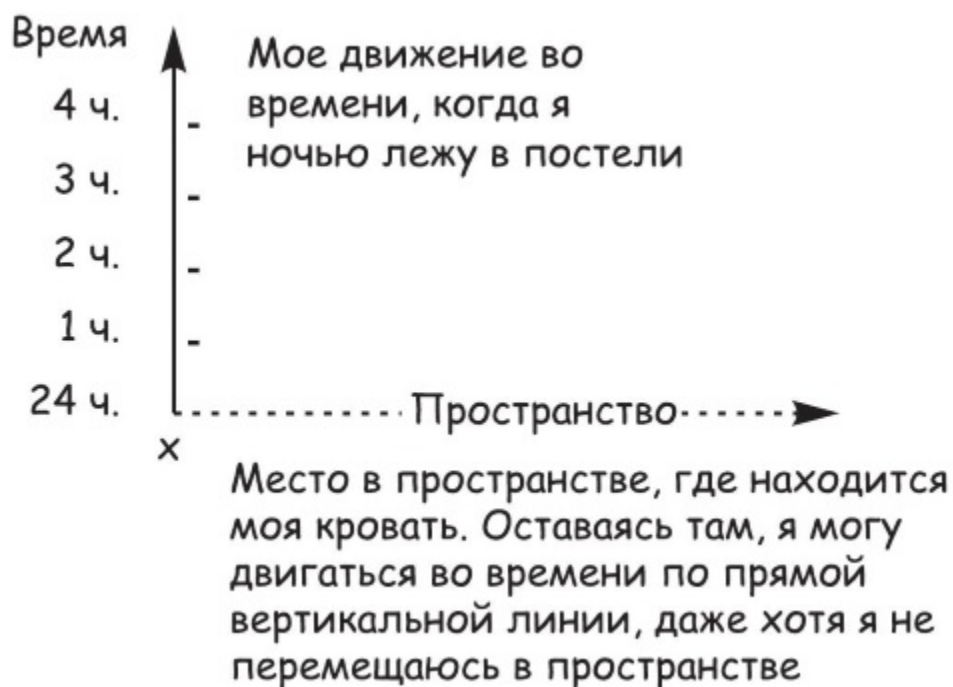 Время
Мое движение во
времени, когда я
ночью лежу в постели
4 ч.
3 ч.
2 ч.
1 ч.
24 ч.
Пространство
x
Место в пространстве, где находится
моя кровать. Оставаясь там, я могу
двигаться во времени по прямой
вертикальной линии, даже хотя я не
перемещаюсь в пространстве